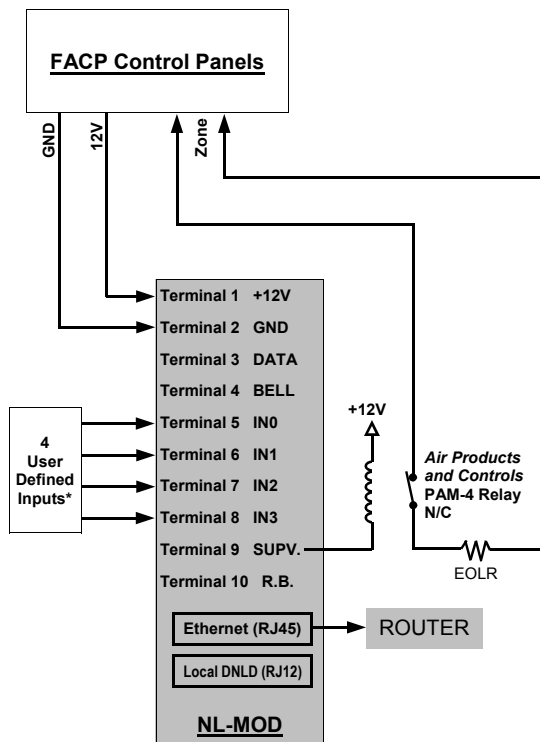 FACP Control Panels
GND
12V
Zone
Terminal 1 +12V
Terminal 2 GND
Terminal 3 DATA
Terminal 4 BELL
Terminal 5 IN0
Terminal 6 IN1
Terminal 7 IN2
Terminal 8 IN3
Terminal 9 SUPV.
Terminal 10 R.B.
4
User
Defined
Inputs*
+12V
Air Products
and Controls
PAM-4 Relay
N/C
EOLR
Ethernet (RJ45)
ROUTER
Local DNLD (RJ12)
NL-MOD